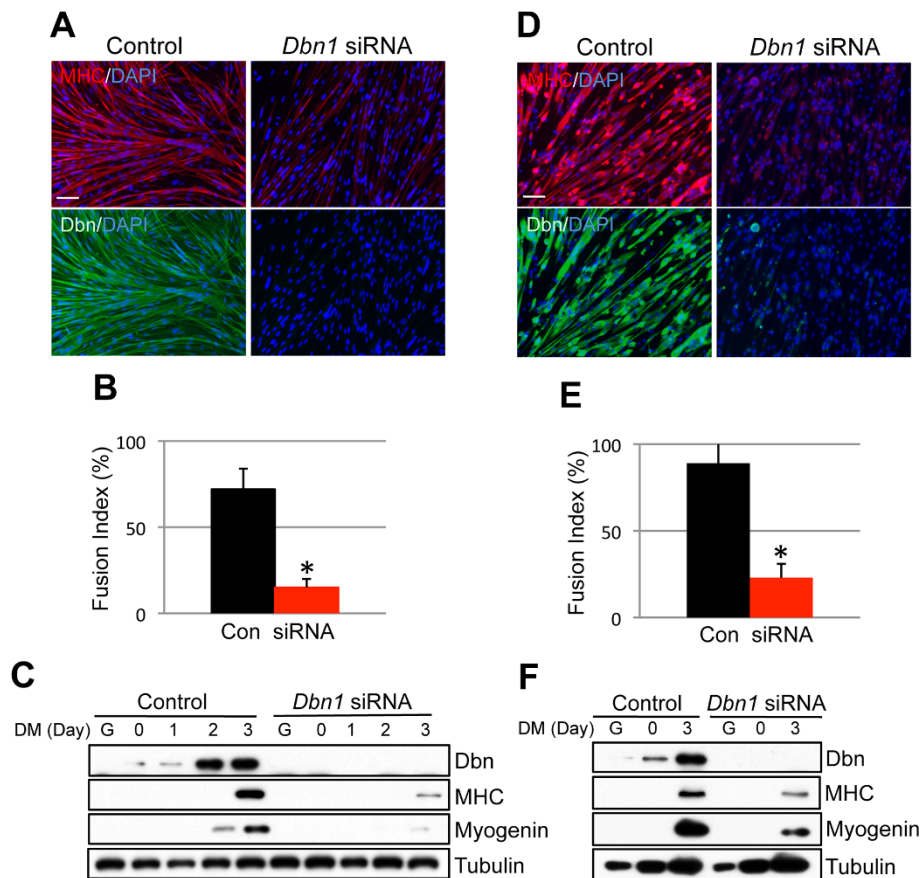 A
Control
Dbn1 siRNA
MHC/DAPI
Dbn/DAPI
B
Fusion Index (%)
100
50
0
*
Con siRNA
C
Control
Dbn1 siRNA
DM (Day) G 0 1 2 3 G 0 1 2 3
Dbn
MHC
Myogenin
Tubulin
D
Control
Dbn1 siRNA
MHC/DAPI
Dbn/DAPI
E
Fusion Index (%)
100
50
0
*
Con siRNA
F
Control
Dbn1 siRNA
DM (Day) G 0 3 G 0 3
Dbn
MHC
Myogenin
Tubulin